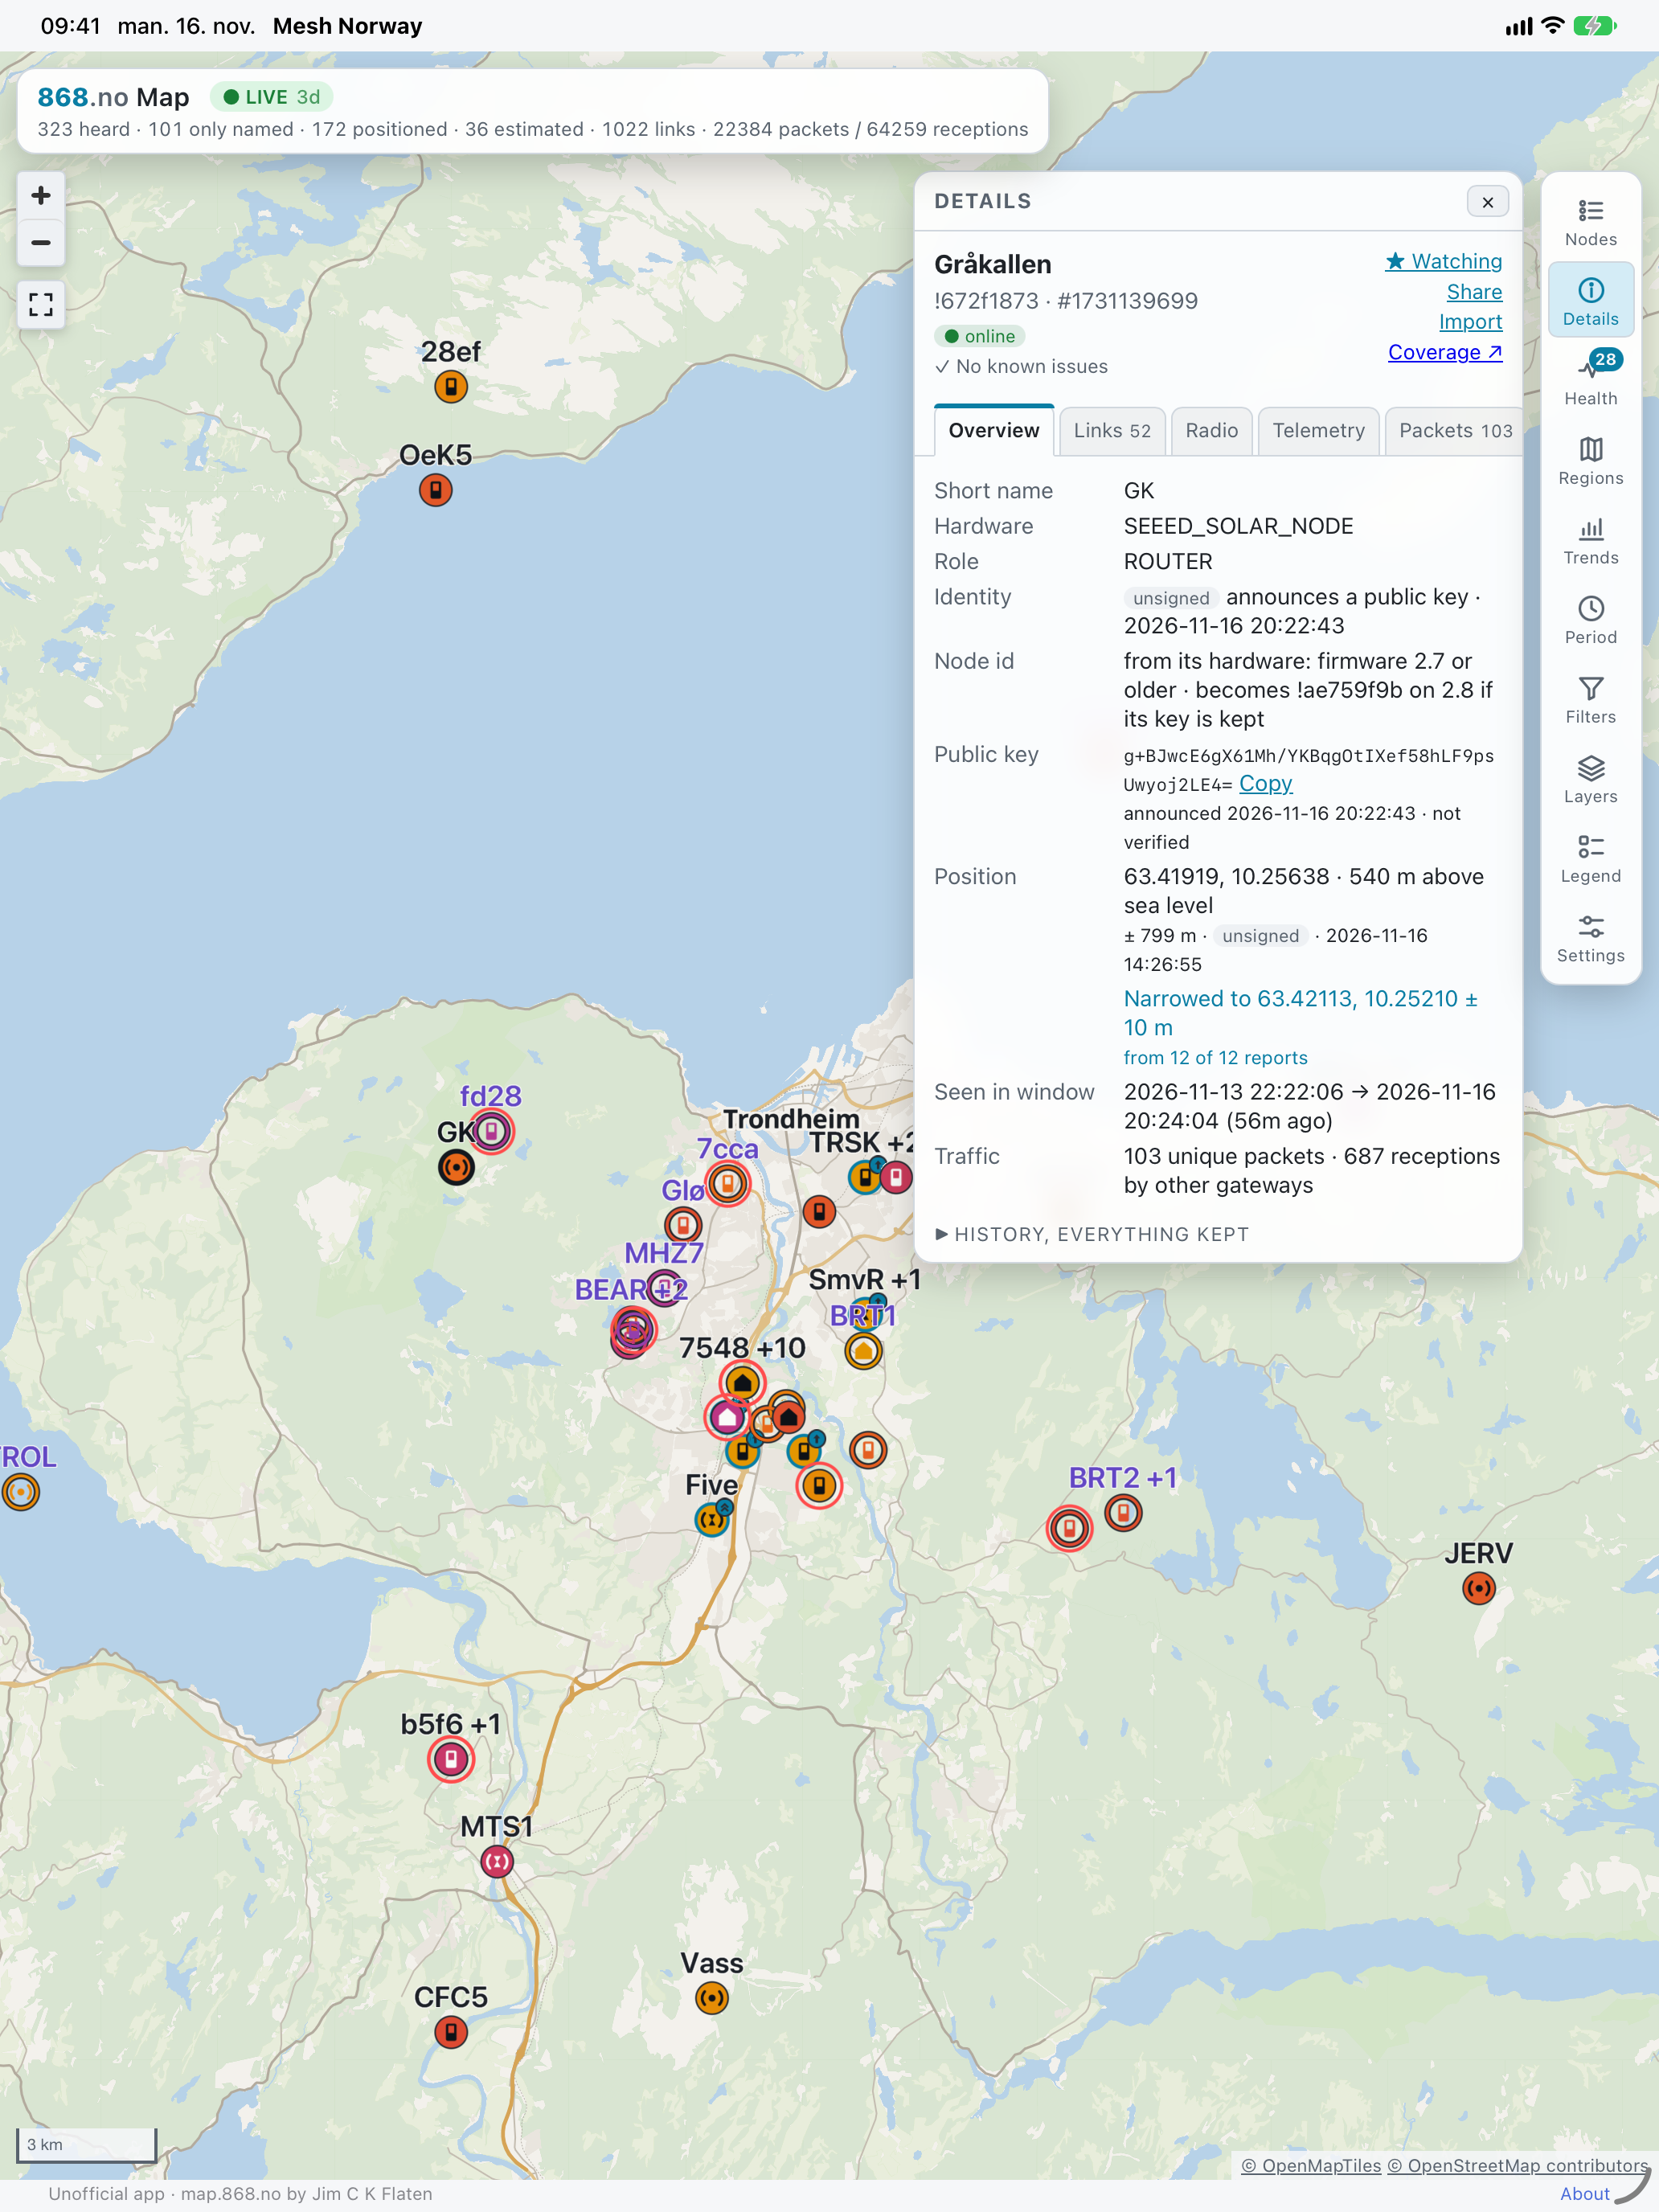 09:41 man. 16. nov. Mesh Norway
868.no Map LIVE 3d
323 heard · 101 only named · 172 positioned · 36 estimated · 1022 links · 22384 packets / 64259 receptions
DETAILS
Gråkallen
!672f1873 · #1731139699
online
✓ No known issues
★ Watching
Share
Import
Coverage ↗
Overview
Links 52
Radio
Telemetry
Packets 103
Short name GK
Hardware SEEED_SOLAR_NODE
Role ROUTER
Identity unsigned announces a public key ·
2026-11-16 20:22:43
Node id from its hardware: firmware 2.7 or
older · becomes !ae759f9b on 2.8 if
its key is kept
Public key g+BJwcE6gX61Mh/YKBqgOtIXef58hLF9ps
Uwyoj2LE4= Copy
announced 2026-11-16 20:22:43 · not
verified
Position 63.41919, 10.25638 · 540 m above
sea level
± 799 m · unsigned · 2026-11-16
14:26:55
Narrowed to 63.42113, 10.25210 ±
10 m
from 12 of 12 reports
Seen in window 2026-11-13 22:22:06 → 2026-11-16
20:24:04 (56m ago)
Traffic 103 unique packets · 687 receptions
by other gateways
▶ HISTORY, EVERYTHING KEPT
Nodes
Details
28
Health
Regions
Trends
Period
Filters
Layers
Legend
Settings
28ef
OeK5
fd28
GK
Trondheim
TRSK +2
7cca
Glø
MHZ7
BEAR +2
SmvR +1
BRT1
7548 +10
ROL
Five
BRT2 +1
JERV
b5f6 +1
MTS1
Vass
CFC5
3 km
© OpenMapTiles © OpenStreetMap contributors
Unofficial app · map.868.no by Jim C K Flaten
About